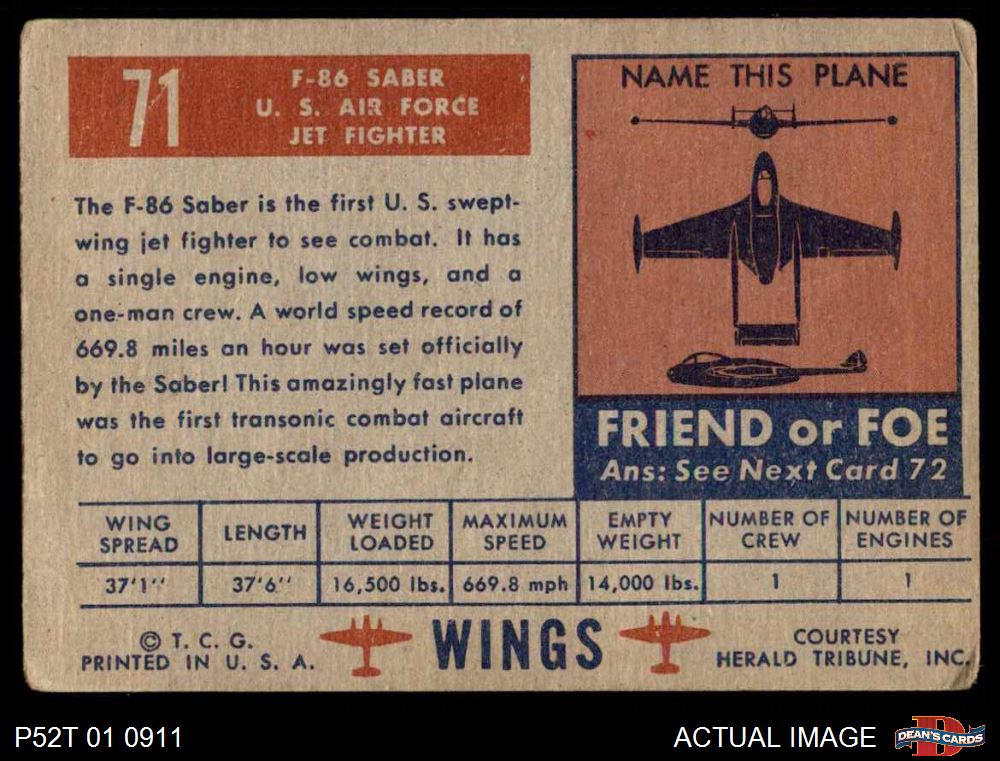 71
F-86 SABER
U. S. AIR FORCE
JET FIGHTER
The F-86 Saber is the first U. S. swept-
wing jet fighter to see combat. It has
a single engine, low wings, and a
one-man crew. A world speed record of
669.8 miles an hour was set officially
by the Saber! This amazingly fast plane
was the first transonic combat aircraft
to go into large-scale production.
NAME THIS PLANE
FRIEND or FOE
Ans: See Next Card 72
WING SPREAD
LENGTH
WEIGHT LOADED
MAXIMUM SPEED
EMPTY WEIGHT
NUMBER OF CREW
NUMBER OF ENGINES
37'1''
37'6''
16,500 lbs.
669.8 mph
14,000 lbs.
1
1
© T. C. G.
PRINTED IN U. S. A.
WINGS
COURTESY
HERALD TRIBUNE, INC.
P52T 01 0911
ACTUAL IMAGE
D
DEAN'S CARDS